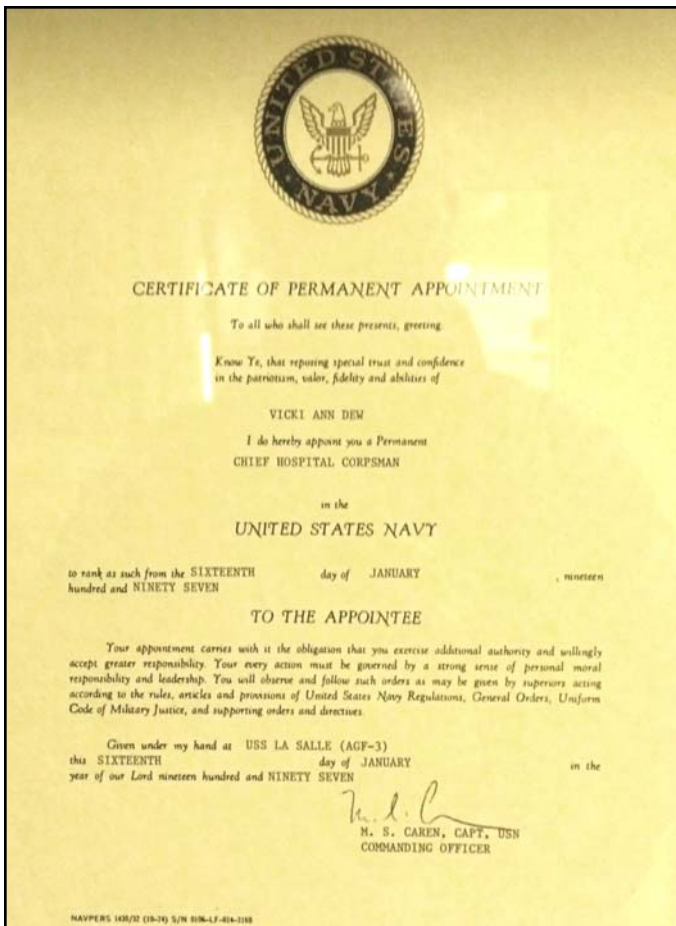 UNITED STATES NAVY
CERTIFICATE OF PERMANENT APPOINTMENT
To all who shall see these presents, greeting:
Know Ye, that reposing special trust and confidence
in the patriotism, valor, fidelity and abilities of
VICKI ANN DEW
I do hereby appoint you a Permanent
CHIEF HOSPITAL CORPSMAN
in the
UNITED STATES NAVY
to rank as such from the SIXTEENTH day of JANUARY , nineteen
hundred and NINETY SEVEN
TO THE APPOINTEE
Your appointment carries with it the obligation that you exercise additional authority and willingly
accept greater responsibility. Your every action must be governed by a strong sense of personal moral
responsibility and leadership. You will observe and follow such orders as may be given by superiors acting
according to the rules, articles and provisions of United States Navy Regulations, General Orders, Uniform
Code of Military Justice, and supporting orders and directives.
Given under my hand at USS LA SALLE (AGF-3)
this SIXTEENTH day of JANUARY in the
year of our Lord nineteen hundred and NINETY SEVEN
M. S. CAREN, CAPT, USN
COMMANDING OFFICER
NAVPERS 1430/32 S/N